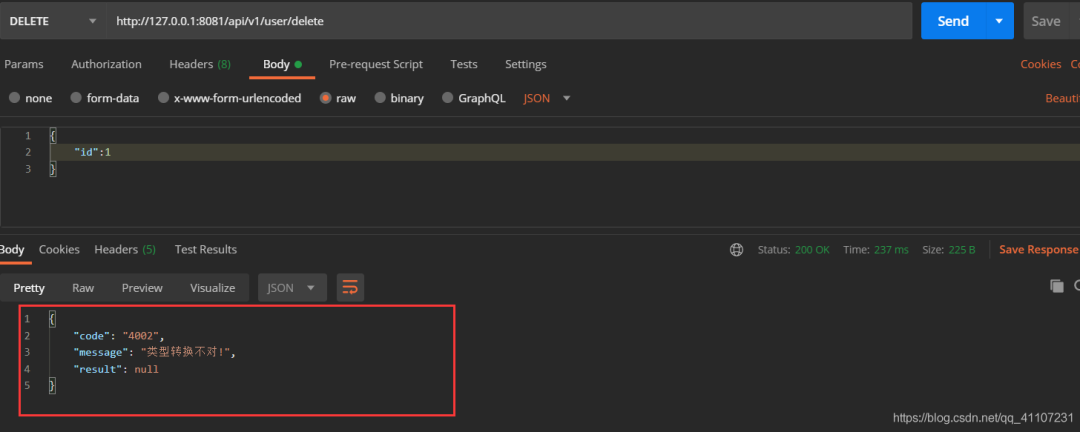 DELETE http://127.0.0.1:8081/api/v1/user/delete Send Save
Params Authorization Headers (8) Body Pre-request Script Tests Settings Cookies Co
none form-data x-www-form-urlencoded raw binary GraphQL JSON Beauti
1 {
2 "id":1
3 }
Body Cookies Headers (5) Test Results Status: 200 OK Time: 237 ms Size: 225 B Save Response
Pretty Raw Preview Visualize JSON
1 {
2 "code": "4002",
3 "message": "类型转换不对!",
4 "result": null
5 }
https://blog.csdn.net/qq_41107231